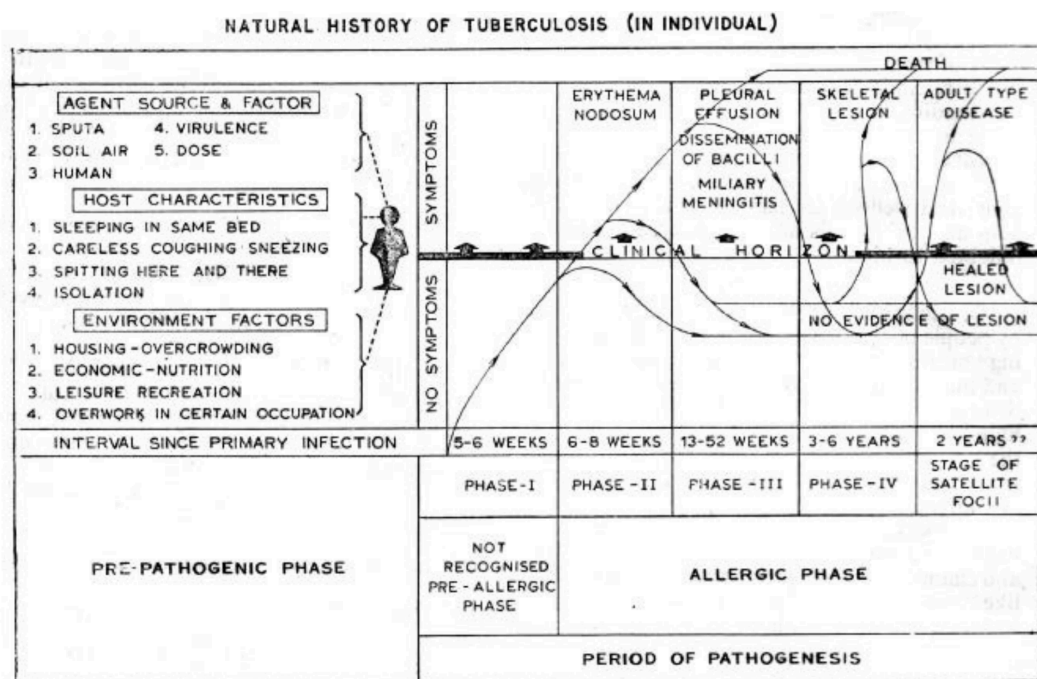 NATURAL HISTORY OF TUBERCULOSIS (IN INDIVIDUAL)
DEATH
AGENT SOURCE & FACTOR
1. SPUTA 4. VIRULENCE
2 SOIL AIR 5. DOSE
3. HUMAN
HOST CHARACTERISTICS
1. SLEEPING IN SAME BED
2. CARELESS COUGHING SNEEZING
3. SPITTING HERE AND THERE
4. ISOLATION
ENVIRONMENT FACTORS
1. HOUSING-OVERCROWDING
2. ECONOMIC-NUTRITION
3. LEISURE RECREATION
4. OVERWORK IN CERTAIN OCCUPATION
SYMPTOMS
NO SYMPTOMS
ERYTHEMA
NODOSUM
PLEURAL
EFFUSION
DISSEMINATION
OF BACILLI
MILIARY
MENINGITIS
SKELETAL
LESION
ADULT TYPE
DISEASE
CLINICAL HORIZON
HEALED
LESION
NO EVIDENCE OF LESION
INTERVAL SINCE PRIMARY INFECTION
5-6 WEEKS
6-8 WEEKS
13-52 WEEKS
3-6 YEARS
2 YEARS ??
PHASE-I
PHASE-II
PHASE-III
PHASE-IV
STAGE OF
SATELLITE
FOCII
PRE-PATHOGENIC PHASE
NOT
RECOGNISED
PRE-ALLERGIC
PHASE
ALLERGIC PHASE
PERIOD OF PATHOGENESIS